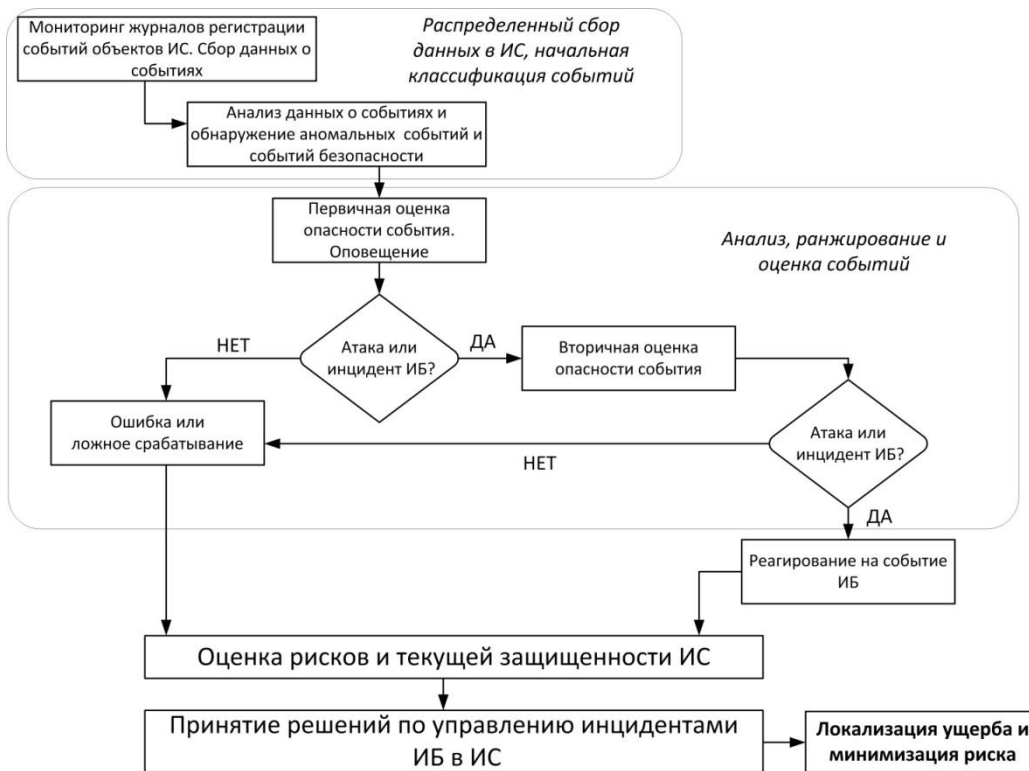 Мониторинг журналов регистрации
событий объектов ИС. Сбор данных о
событиях
Распределенный сбор
данных в ИС, начальная
классификация событий
Анализ данных о событиях и
обнаружение аномальных событий и
событий безопасности
Первичная оценка
опасности события.
Оповещение
Анализ, ранжирование и
оценка событий
НЕТ
Атака или
инцидент ИБ?
ДА
Вторичная оценка
опасности события
Ошибка или
ложное срабатывание
НЕТ
Атака или
инцидент ИБ?
ДА
Реагирование на событие
ИБ
Оценка рисков и текущей защищенности ИС
Принятие решений по управлению инцидентами
ИБ в ИС
Локализация ущерба и
минимизация риска